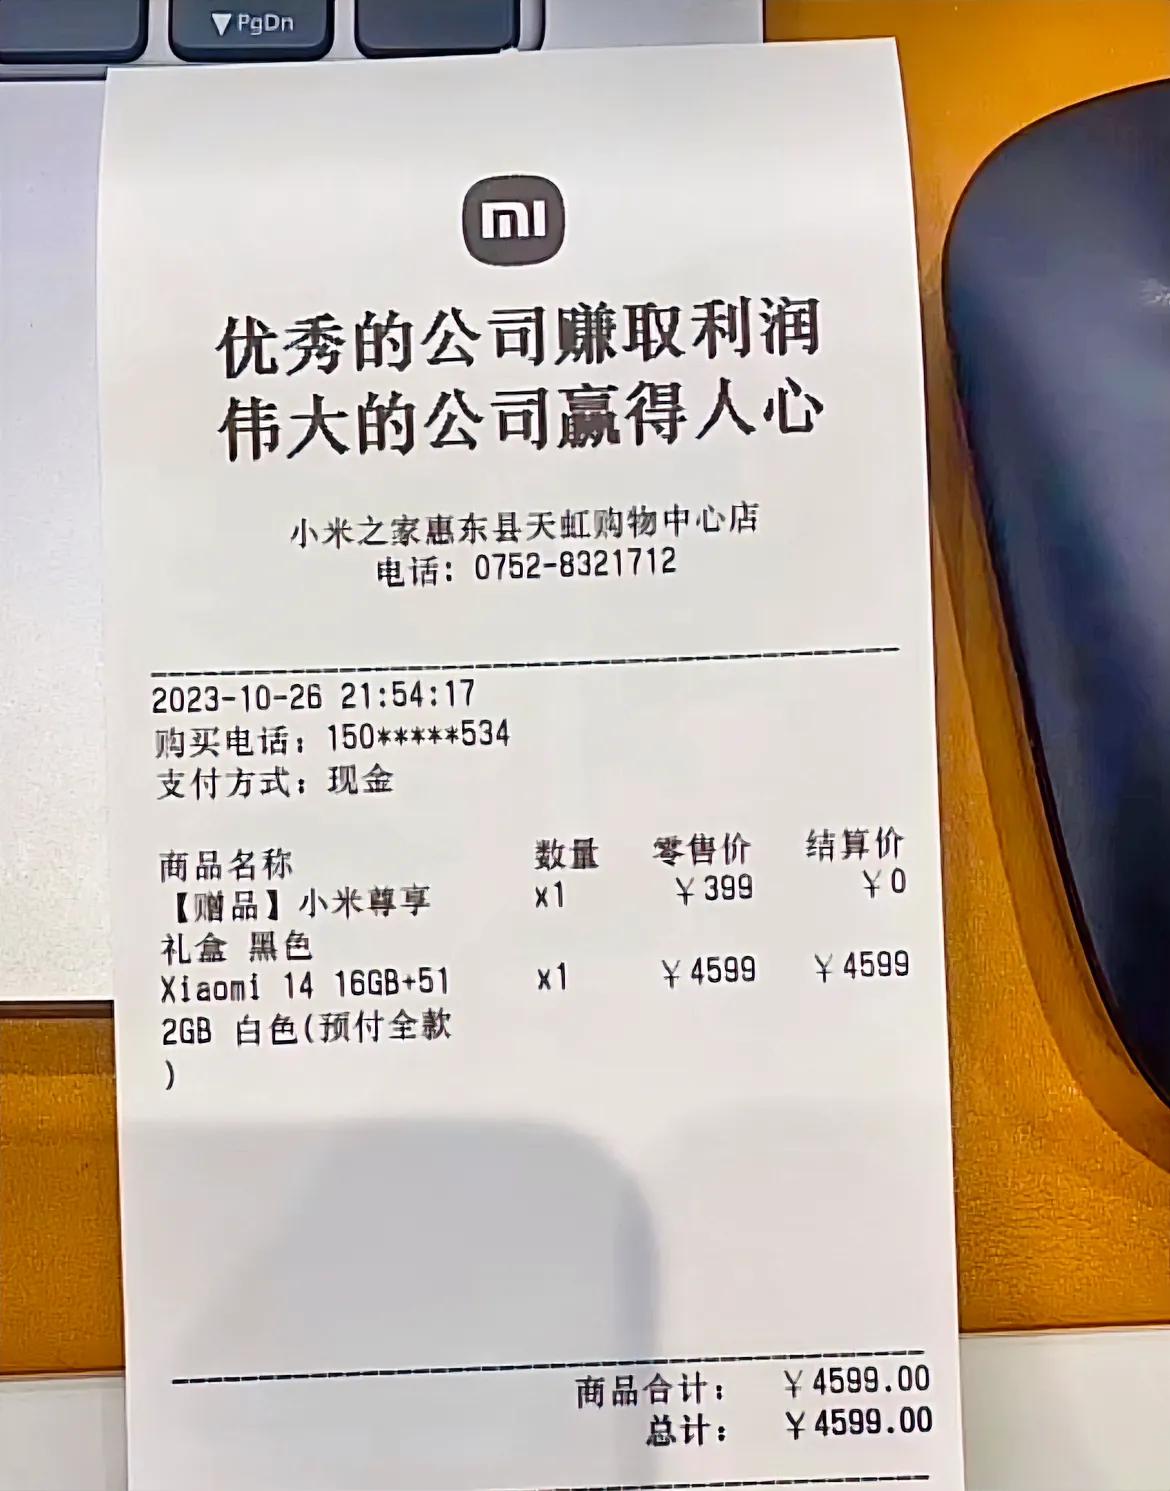 ▼ PgDn
mi
优秀的公司赚取利润
伟大的公司赢得人心
小米之家惠东县天虹购物中心店
电话：0752-8321712
2023-10-26 21:54:17
购买电话：150*****534
支付方式：现金
商品名称 数量 零售价 结算价
【赠品】小米尊享 x1 ￥399 ￥0
礼盒 黑色
Xiaomi 14 16GB+51 x1 ￥4599 ￥4599
2GB 白色(预付全款
)
商品合计： ￥4599.00
总计： ￥4599.00